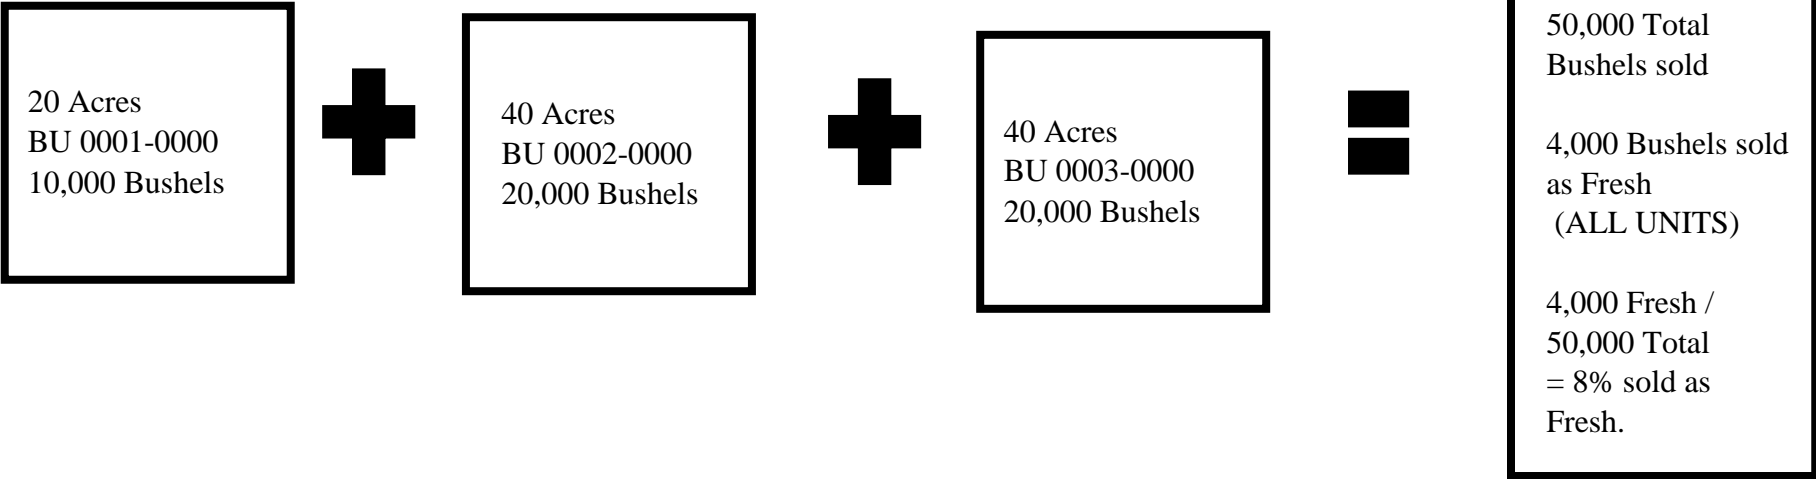 20 Acres
BU 0001-0000
10,000 Bushels
40 Acres
BU 0002-0000
20,000 Bushels
40 Acres
BU 0003-0000
20,000 Bushels
50,000 Total
Bushels sold
4,000 Bushels sold
as Fresh
(ALL UNITS)
4,000 Fresh /
50,000 Total
= 8% sold as
Fresh.